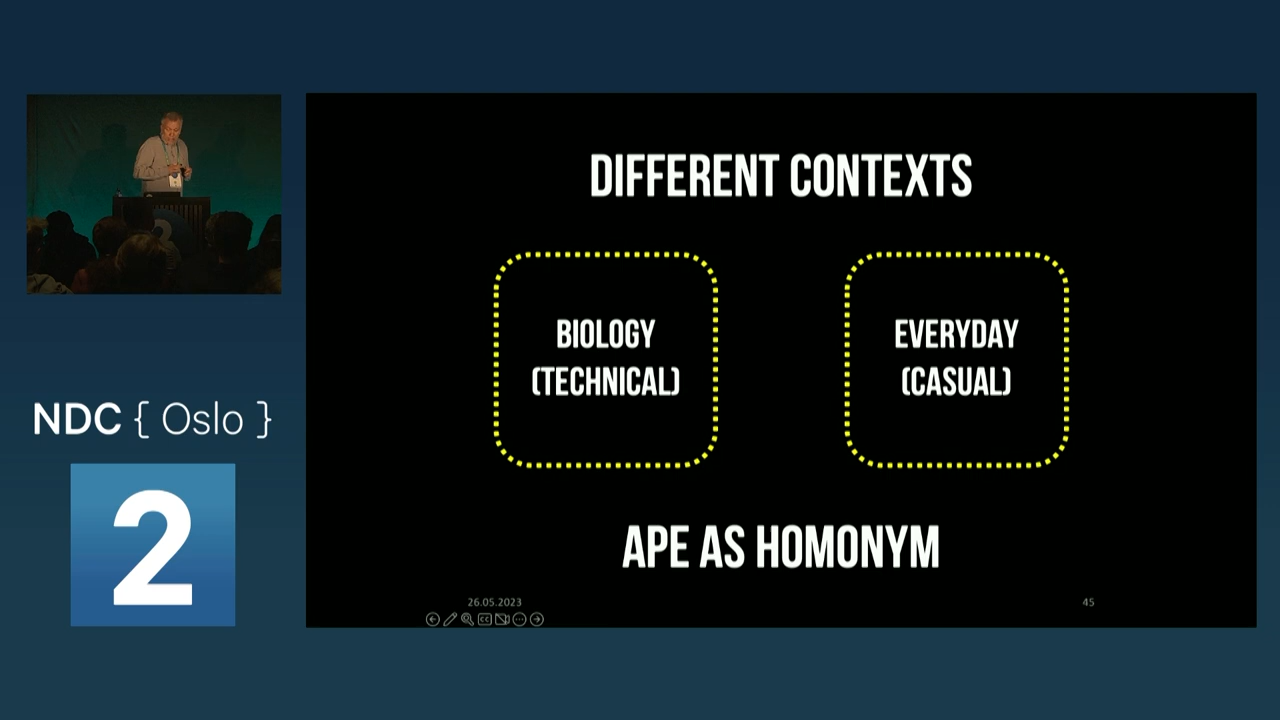 DIFFERENT CONTEXTS
BIOLOGY
(TECHNICAL)
EVERYDAY
(CASUAL)
APE AS HOMONYM
26.05.2023
45
NDC { Oslo }
2